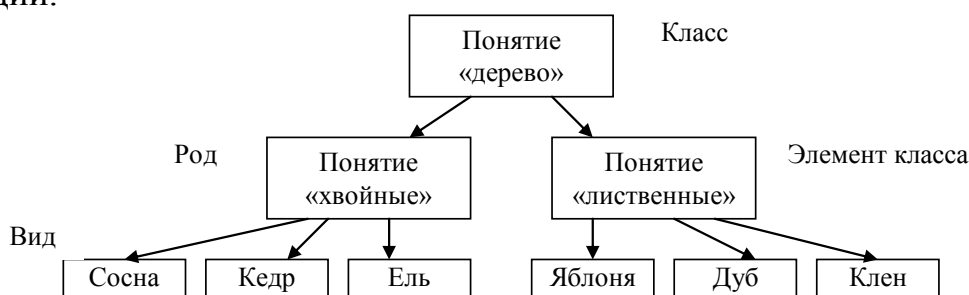 ции.
Класс
Понятие
«дерево»
Род
Понятие
«хвойные»
Понятие
«лиственные»
Элемент класса
Вид
Сосна
Кедр
Ель
Яблоня
Дуб
Клен